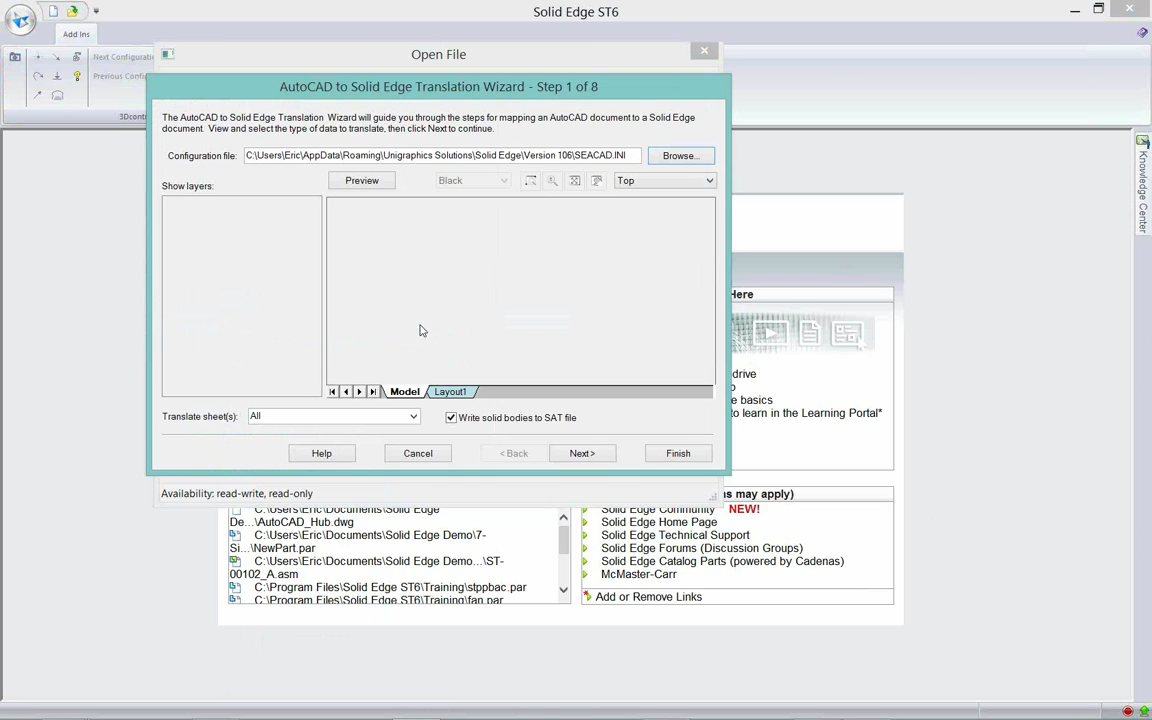 Solid Edge ST6
Add Ins
Next Configuratio
Previous Confi
3Dconn
Open File
AutoCAD to Solid Edge Translation Wizard - Step 1 of 8
The AutoCAD to Solid Edge Translation Wizard will guide you through the steps for mapping an AutoCAD document to a Solid Edge
document. View and select the type of data to translate, then click Next to continue.
Configuration file: C:\Users\Eric\AppData\Roaming\Unigraphics Solutions\Solid Edge\Version 106\SEACAD.INI Browse...
Show layers:
Preview Black Top
Model Layout1
Translate sheet(s): All Write solid bodies to SAT file
Help Cancel < Back Next> Finish
Availability: read-write, read-only
Knowledge Center
Here
drive
e basics
to learn in the Learning Portal*
s may apply)
C:\Users\Eric\Documents\Solid Edge
De...\AutoCAD_Hub.dwg
C:\Users\Eric\Documents\Solid Edge Demo\7-
Si...\NewPart.par
C:\Users\Eric\Documents\Solid Edge Demo...\ST-
00102_A.asm
C:\Program Files\Solid Edge ST6\Training\stppbac.par
C:\Program Files\Solid Edge ST6\Training\fan.par
Solid Edge Community NEW!
Solid Edge Home Page
Solid Edge Technical Support
Solid Edge Forums (Discussion Groups)
Solid Edge Catalog Parts (powered by Cadenas)
McMaster-Carr
Add or Remove Links